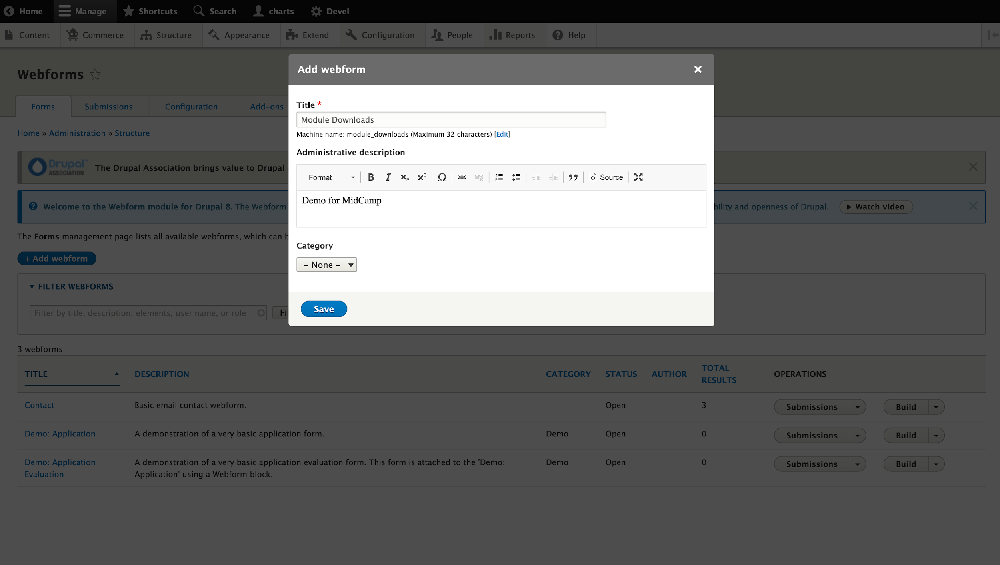 Home Manage Shortcuts Search charts Devel
Content Commerce Structure Appearance Extend Configuration People Reports Help
Webforms
Forms Submissions Configuration Add-ons
Home » Administration » Structure
Drupal™ ASSOCIATION The Drupal Association brings value to Drupal
Welcome to the Webform module for Drupal 8. The Webform
and openness of Drupal. Watch video
The Forms management page lists all available webforms, which can
+ Add webform
Add webform
Title *
Module Downloads
Machine name: module_downloads (Maximum 32 characters) [Edit]
Administrative description
Format B I x₂ x² Ω Source
Demo for MidCamp
Category
- None -
Save
FILTER WEBFORMS
Filter by title, description, elements, user name, or role
3 webforms
TITLE DESCRIPTION CATEGORY STATUS AUTHOR TOTAL RESULTS OPERATIONS
Contact Basic email contact webform. Open 3 Submissions Build
Demo: Application A demonstration of a very basic application form. Demo Open 0 Submissions Build
Demo: Application A demonstration of a very basic application evaluation form. This form is attached to the 'Demo: Demo Open 0 Submissions Build
Evaluation Application' using a Webform block.